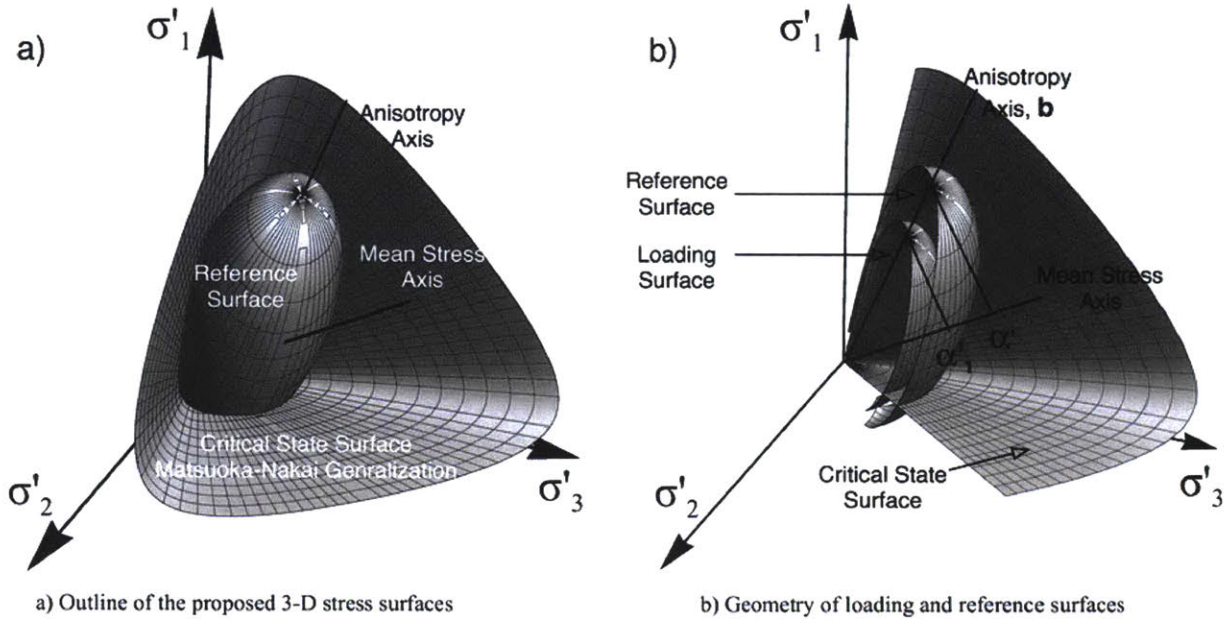 a)
σ'₁
Anisotropy
Axis
Mean Stress
Axis
Reference
Surface
Critical State Surface
Matsuoka-Nakai Genralization
σ'₂
σ'₃
a) Outline of the proposed 3-D stress surfaces
b)
σ'₁
Anisotropy
Axis, b
Reference
Surface
Loading
Surface
Mean Stress
Axis
α'
α'₁
Critical State
Surface
σ'₂
σ'₃
b) Geometry of loading and reference surfaces